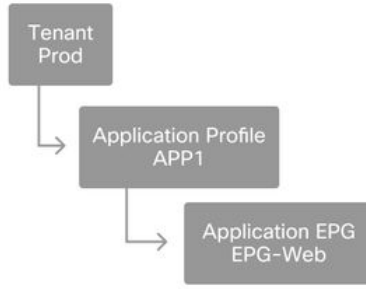 Tenant
Prod
Application Profile
APP1
Application EPG
EPG-Web